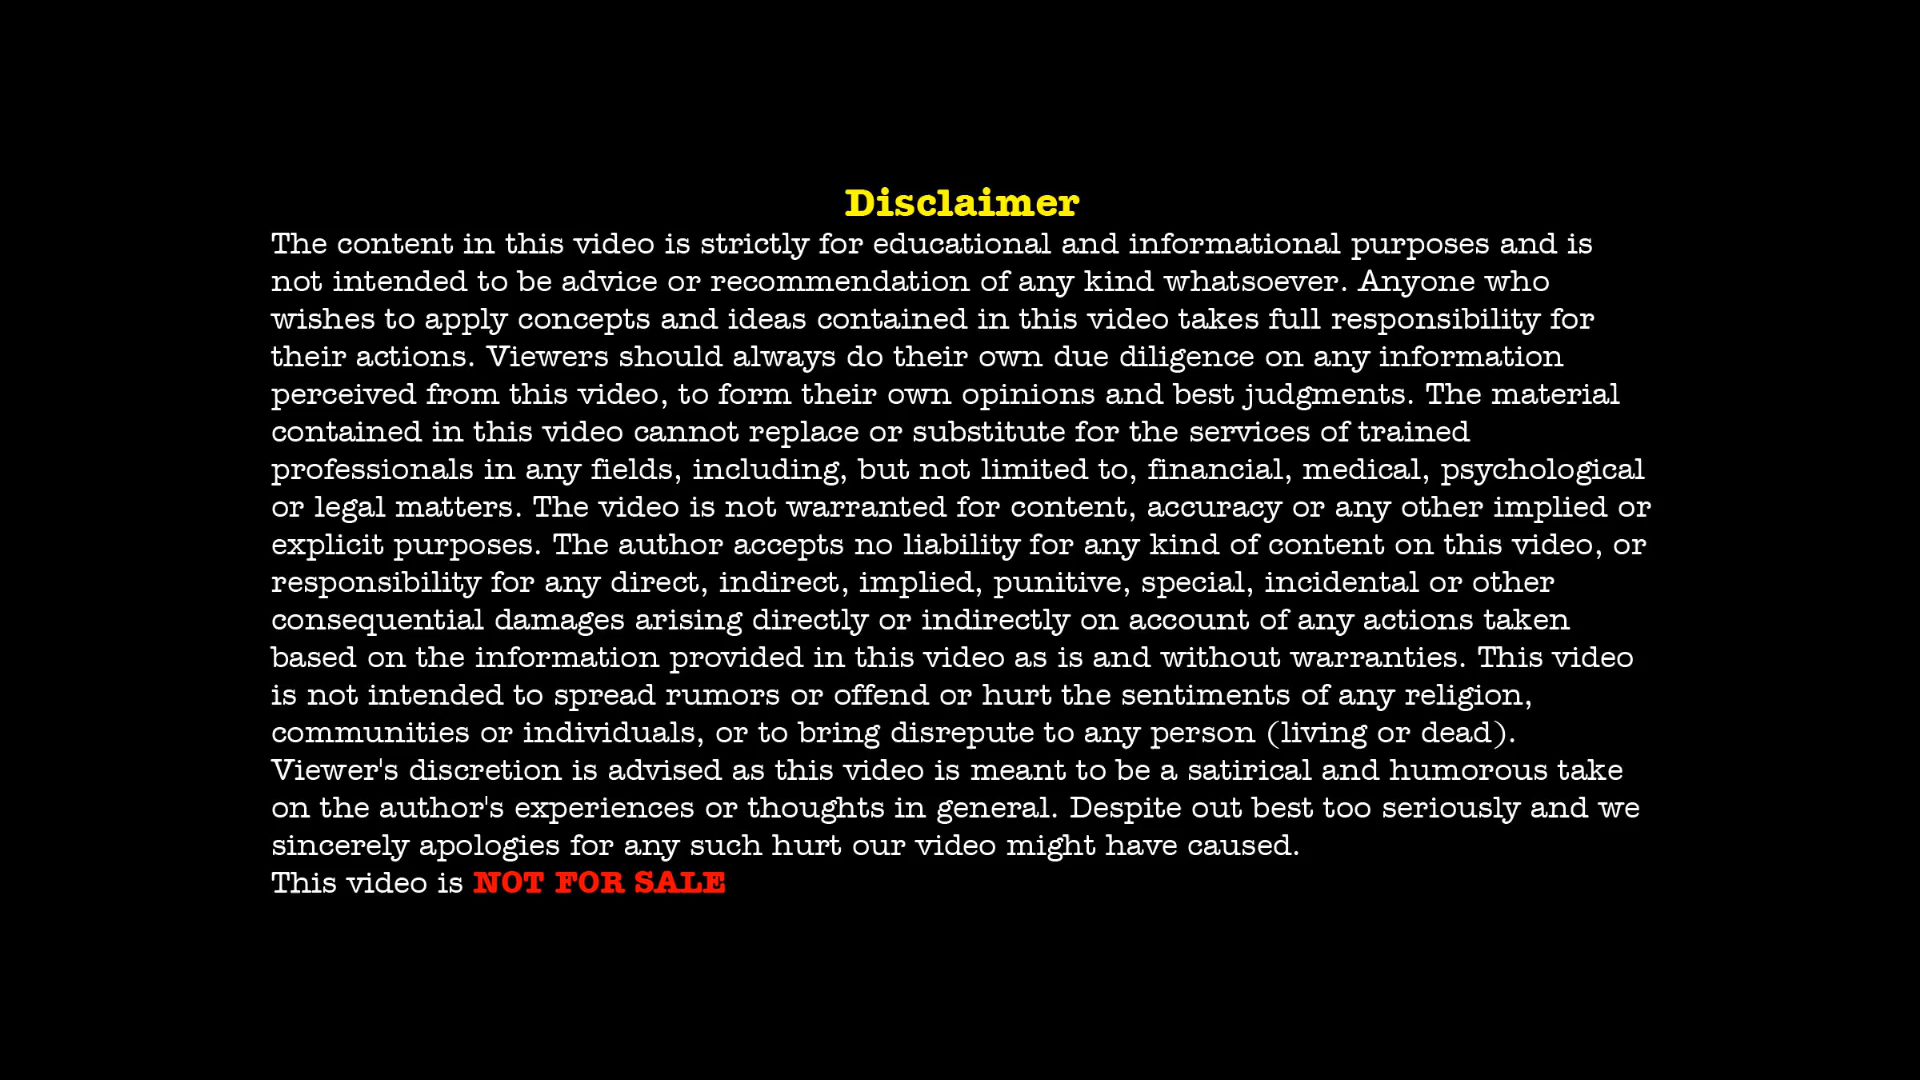 Disclaimer
The content in this video is strictly for educational and informational purposes and is
not intended to be advice or recommendation of any kind whatsoever. Anyone who
wishes to apply concepts and ideas contained in this video takes full responsibility for
their actions. Viewers should always do their own due diligence on any information
perceived from this video, to form their own opinions and best judgments. The material
contained in this video cannot replace or substitute for the services of trained
professionals in any fields, including, but not limited to, financial, medical, psychological
or legal matters. The video is not warranted for content, accuracy or any other implied or
explicit purposes. The author accepts no liability for any kind of content on this video, or
responsibility for any direct, indirect, implied, punitive, special, incidental or other
consequential damages arising directly or indirectly on account of any actions taken
based on the information provided in this video as is and without warranties. This video
is not intended to spread rumors or offend or hurt the sentiments of any religion,
communities or individuals, or to bring disrepute to any person (living or dead).
Viewer's discretion is advised as this video is meant to be a satirical and humorous take
on the author's experiences or thoughts in general. Despite out best too seriously and we
sincerely apologies for any such hurt our video might have caused.
This video is NOT FOR SALE